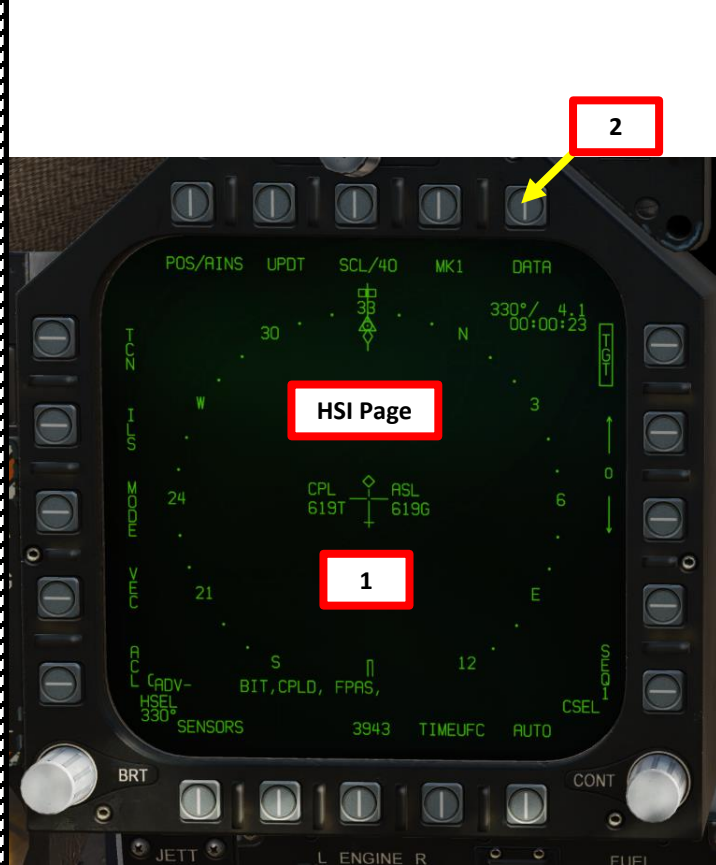 2
POS/AINS UPDT SCL/40 MK1 DATA
33
330°/ 4.1
00:00:23
30
N
TCN
TGT
W
HSI Page
3
ILS
0
CPL
ASL
24
6
619T
619G
MODE
1
VEC
21
E
S
12
ACL
SEQ1
ADV-
BIT,CPLD, FPAS,
HSEL
330°
CSEL
SENSORS 3943 TIMEUFC AUTO
BRT
CONT
JETT
L ENGINE R
FUEL